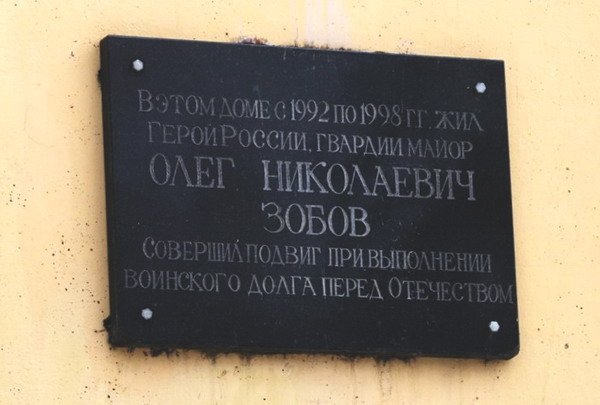 В ЭТОМ ДОМЕ С 1992 ПО 1998 ГГ. ЖИЛ
ГЕРОЙ РОССИИ, ГВАРДИИ МАЙОР
ОЛЕГ НИКОЛАЕВИЧ
ЗОБОВ
СОВЕРШИЛ ПОДВИГ ПРИ ВЫПОЛНЕНИИ
ВОИНСКОГО ДОЛГА ПЕРЕД ОТЕЧЕСТВОМ